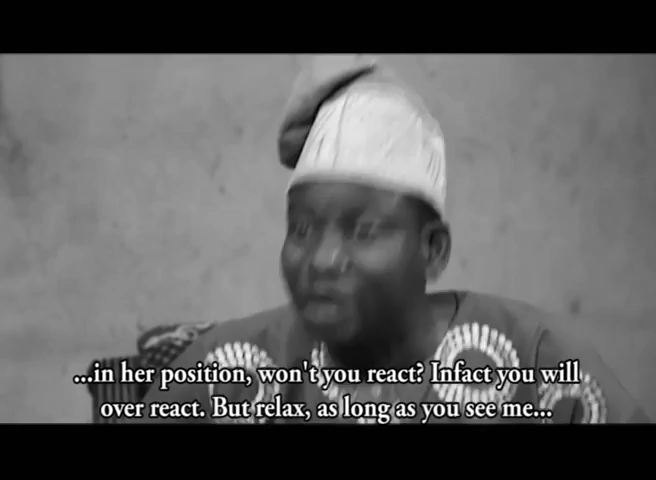 ...in her position, won't you react? Infact you will
over react. But relax, as long as you see me...